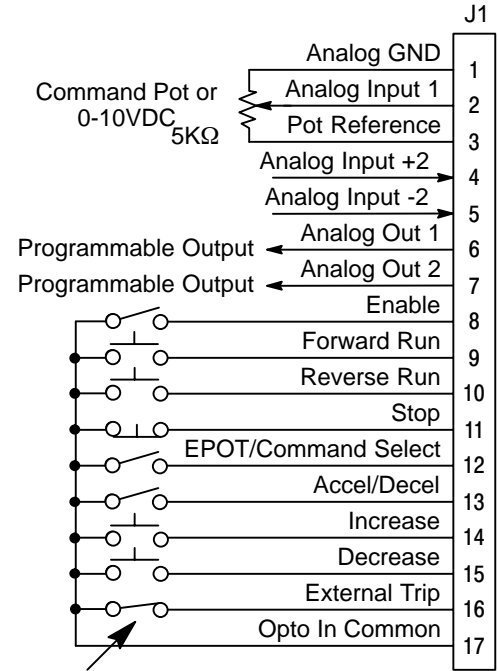 J1
Analog GND 1
Command Pot or
0-10VDC
5KΩ
Analog Input 1 2
Pot Reference 3
Analog Input +2 4
Analog Input -2 5
Programmable Output Analog Out 1 6
Programmable Output Analog Out 2 7
Enable 8
Forward Run 9
Reverse Run 10
Stop 11
EPOT/Command Select 12
Accel/Decel 13
Increase 14
Decrease 15
External Trip 16
Opto In Common 17